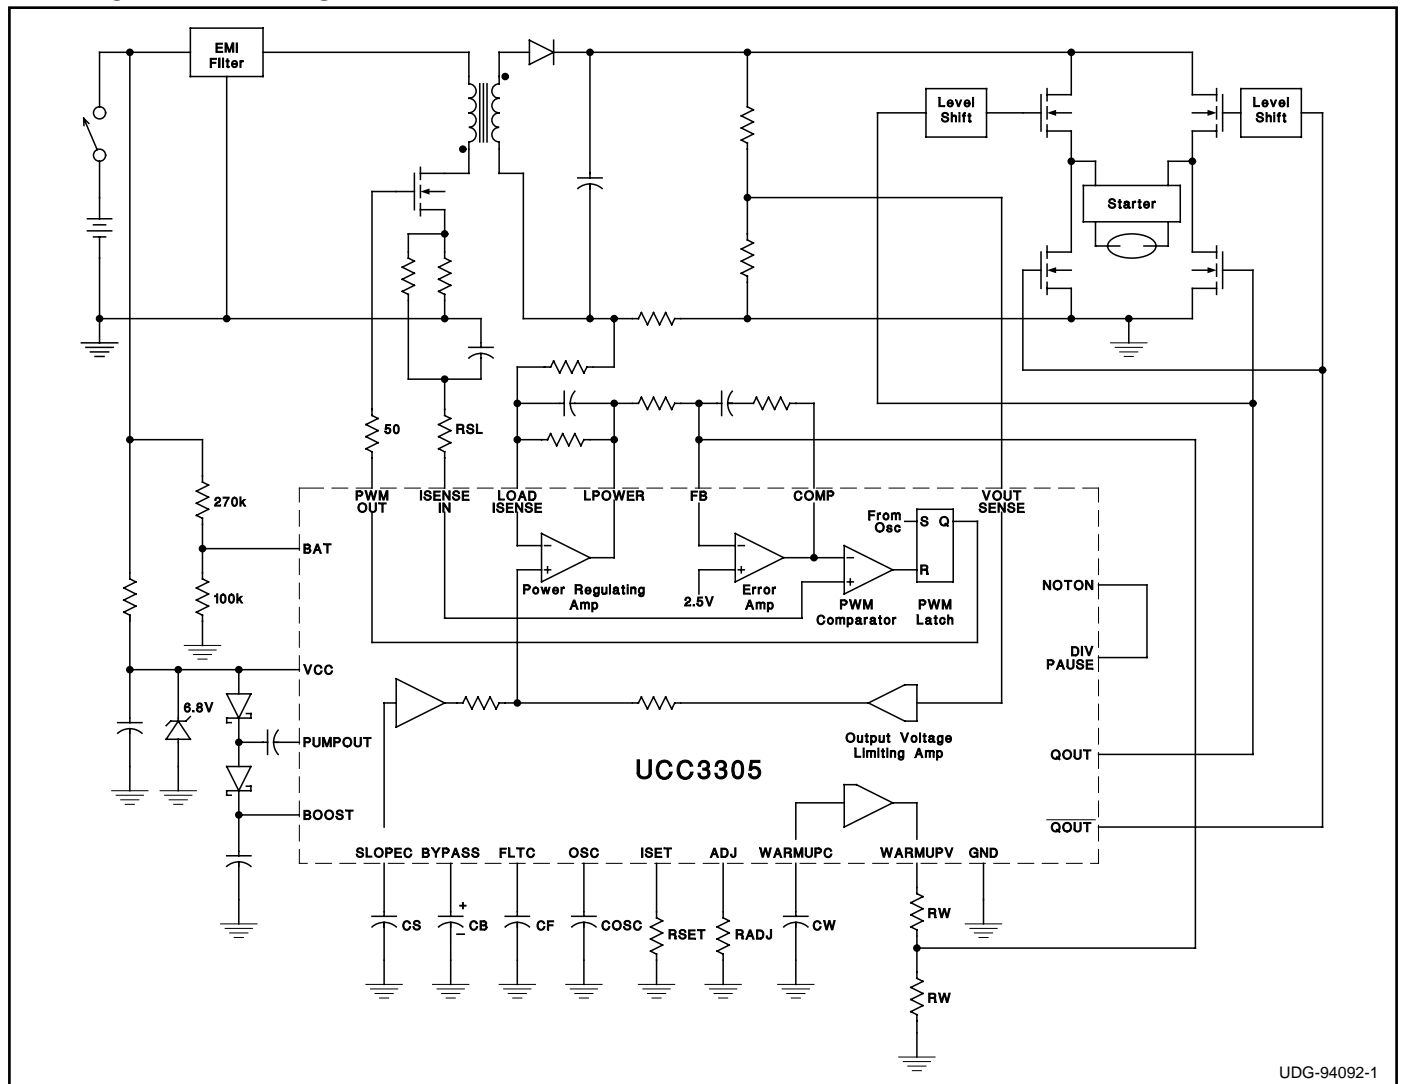 EMI
Filter
Level
Shift
Level
Shift
Starter
50
RSL
270k
100k
PWM
OUT
ISENSE
IN
LOAD
ISENSE
LPOWER
FB
COMP
VOUT
SENSE
From
Osc
S Q
R
BAT
Power Regulating
Amp
2.5V
Error
Amp
PWM
Comparator
PWM
Latch
NOTON
DIV
PAUSE
VCC
6.8V
PUMPOUT
Output Voltage
Limiting Amp
QOUT
UCC3305
BOOST
QOUT
SLOPEC BYPASS FLTC OSC ISET ADJ WARMUPC WARMUPV GND
CS
+
CB
–
CF
COSC
RSET
RADJ
CW
RW
RW
UDG-94092-1